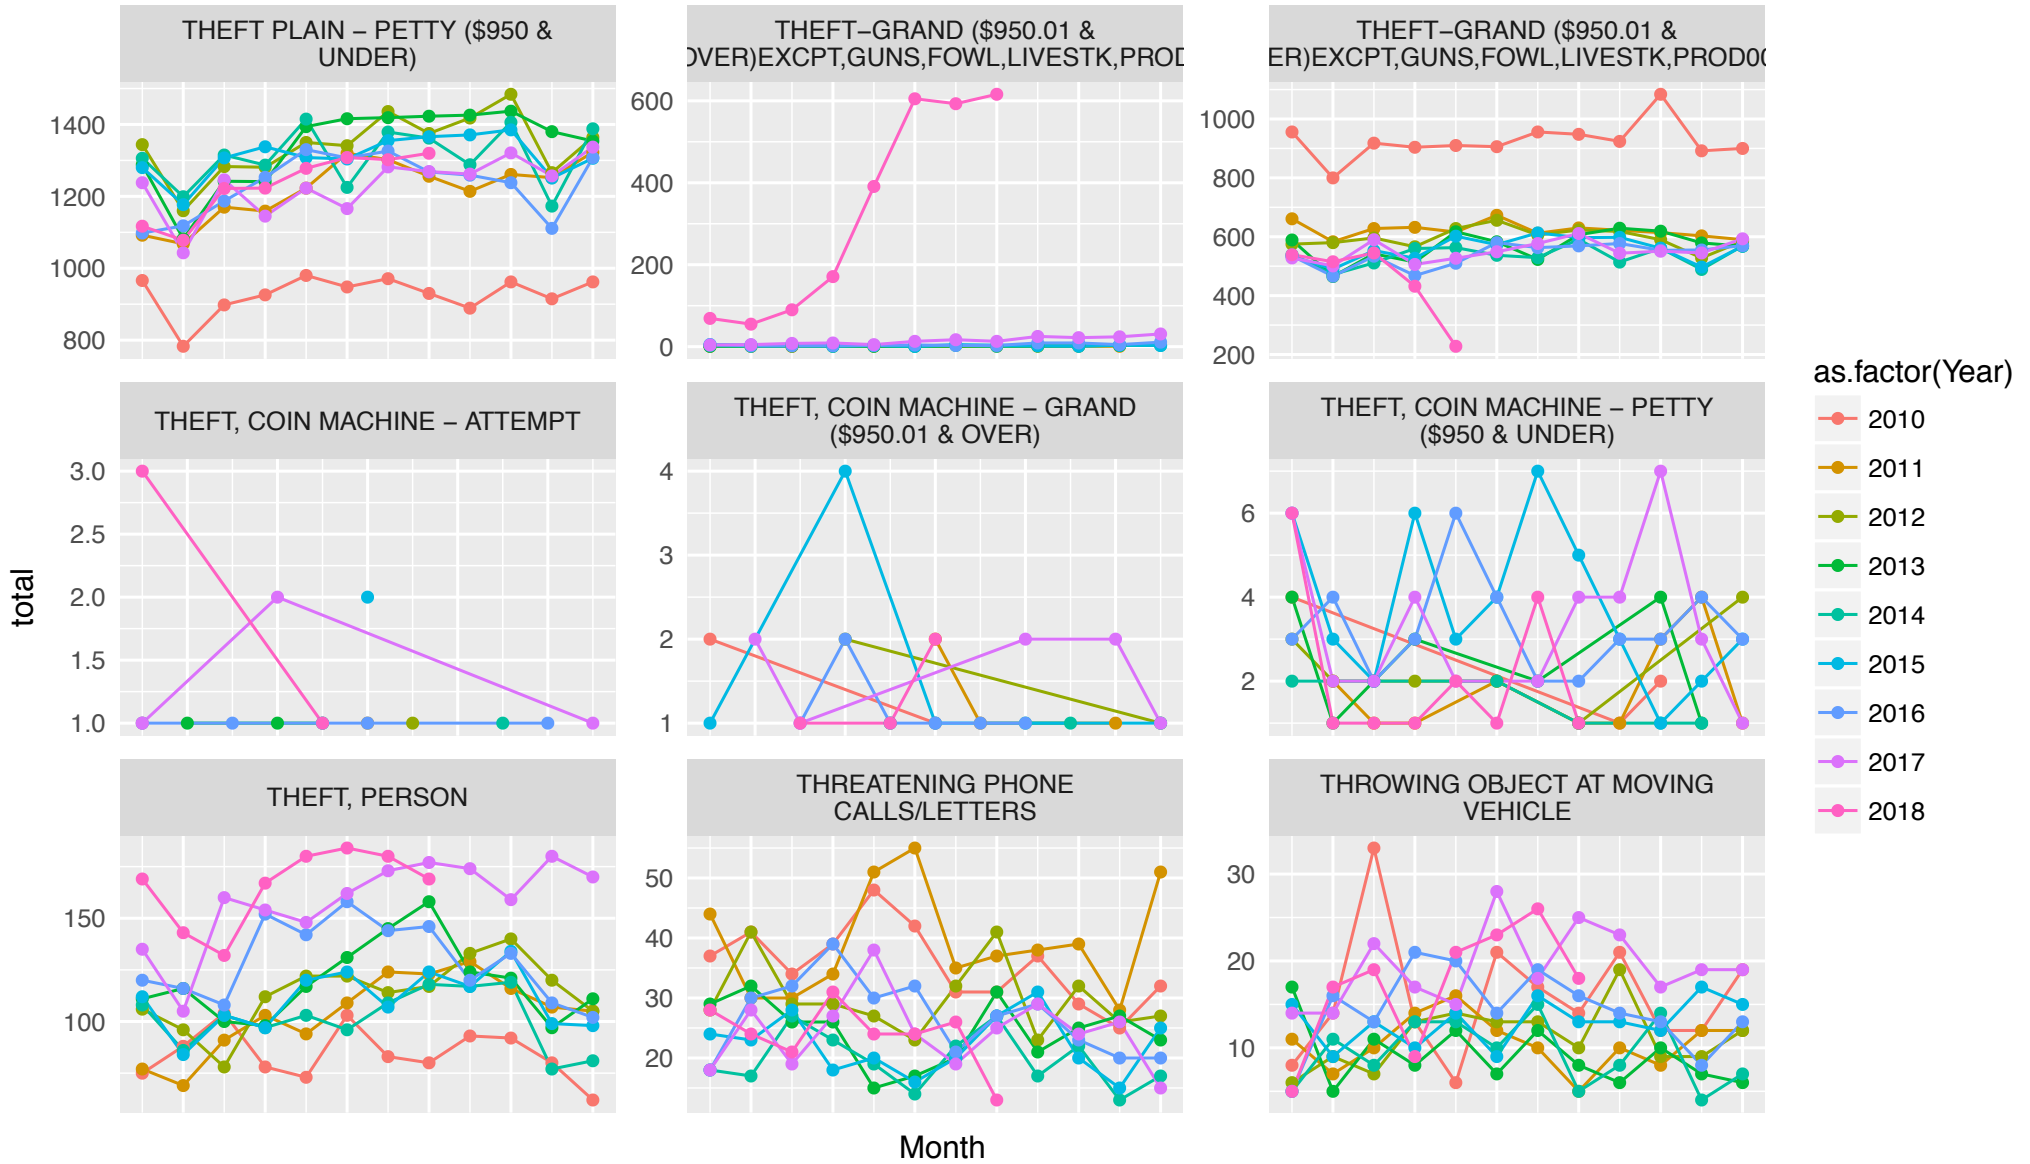 THEFT PLAIN − PETTY ($950 &
UNDER)
THEFT−GRAND ($950.01 &
OVER)EXCPT,GUNS,FOWL,LIVESTK,PROD
THEFT−GRAND ($950.01 &
ER)EXCPT,GUNS,FOWL,LIVESTK,PROD00
1400
1200
1000
800
600
400
200
0
1000
800
600
400
200
THEFT, COIN MACHINE − ATTEMPT
THEFT, COIN MACHINE − GRAND
($950.01 & OVER)
THEFT, COIN MACHINE − PETTY
($950 & UNDER)
3.0
2.5
2.0
1.5
1.0
4
3
2
1
6
4
2
THEFT, PERSON
THREATENING PHONE
CALLS/LETTERS
THROWING OBJECT AT MOVING
VEHICLE
150
100
50
40
30
20
30
20
10
total
Month
as.factor(Year)
2010
2011
2012
2013
2014
2015
2016
2017
2018